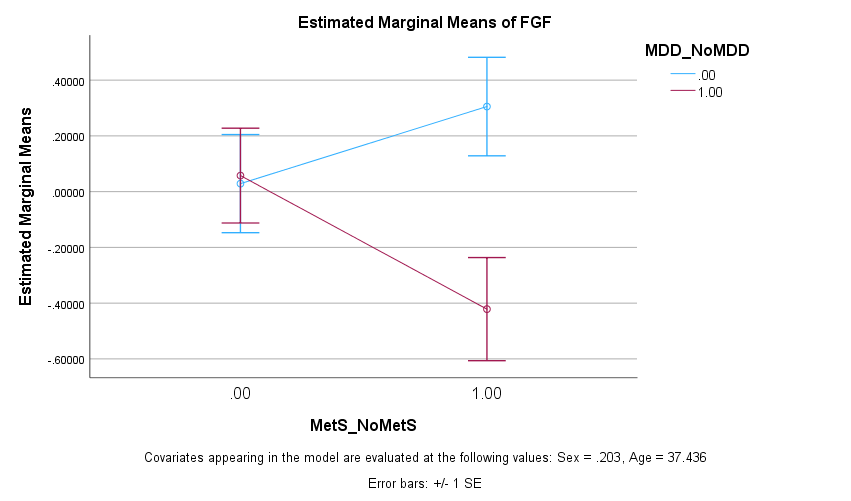 Estimated Marginal Means of FGF
MDD_NoMDD
.00
1.00
Estimated Marginal Means
.40000
.20000
.00000
-.20000
-.40000
-.60000
.00
1.00
MetS_NoMetS
Covariates appearing in the model are evaluated at the following values: Sex = .203, Age = 37.436
Error bars: +/- 1 SE